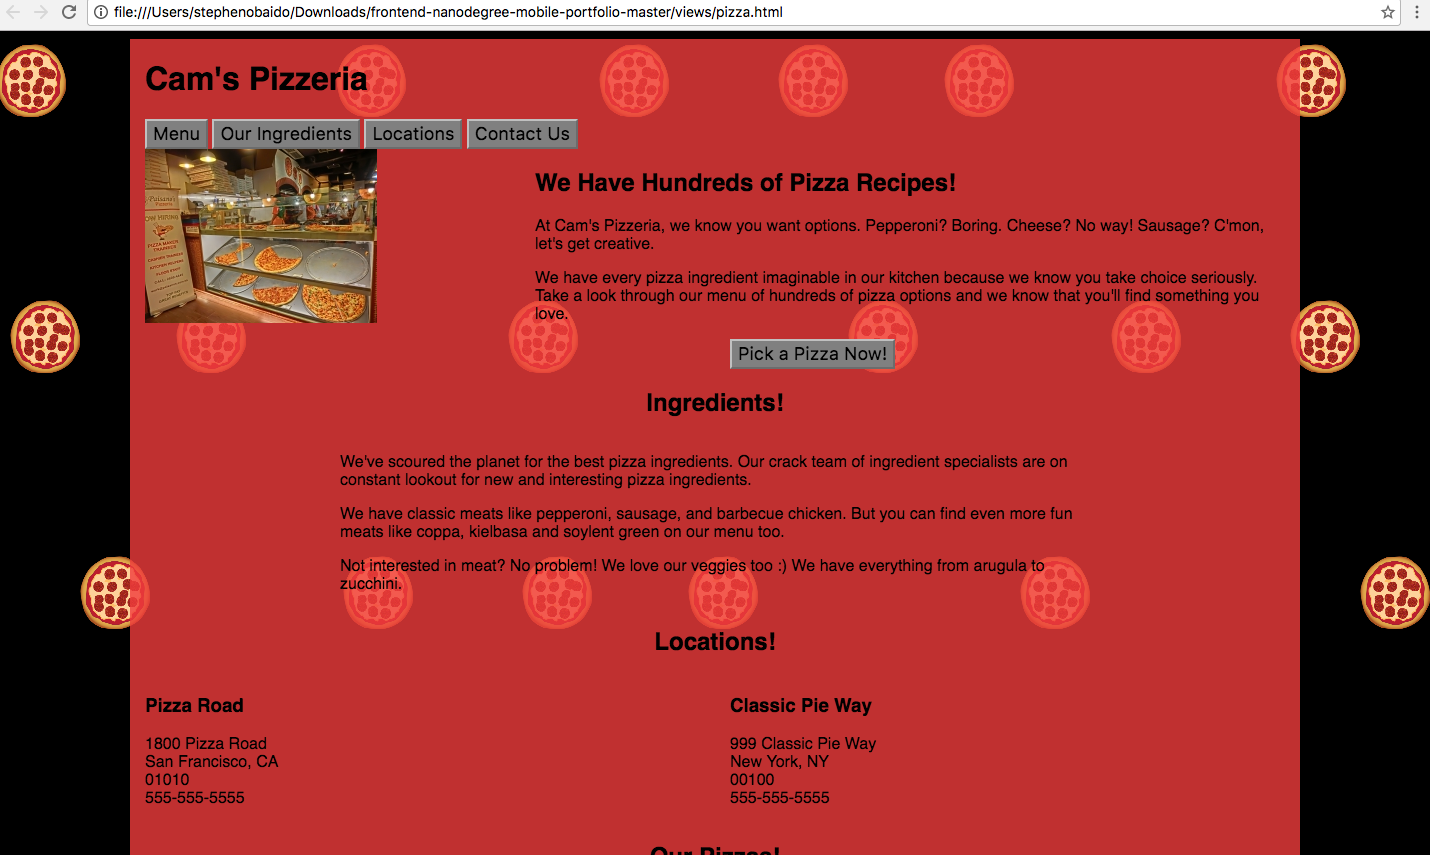 file:///Users/stephenobaido/Downloads/frontend-nanodegree-mobile-portfolio-master/views/pizza.html
Cam's Pizzeria
Menu Our Ingredients Locations Contact Us
We Have Hundreds of Pizza Recipes!
At Cam's Pizzeria, we know you want options. Pepperoni? Boring. Cheese? No way! Sausage? C'mon,
let's get creative.
We have every pizza ingredient imaginable in our kitchen because we know you take choice seriously.
Take a look through our menu of hundreds of pizza options and we know that you'll find something you
love.
Pick a Pizza Now!
Ingredients!
We've scoured the planet for the best pizza ingredients. Our crack team of ingredient specialists are on
constant lookout for new and interesting pizza ingredients.
We have classic meats like pepperoni, sausage, and barbecue chicken. But you can find even more fun
meats like coppa, kielbasa and soylent green on our menu too.
Not interested in meat? No problem! We love our veggies too :) We have everything from arugula to
zucchini.
Locations!
Pizza Road
1800 Pizza Road
San Francisco, CA
01010
555-555-5555
Classic Pie Way
999 Classic Pie Way
New York, NY
00100
555-555-5555
Our Pizzas!